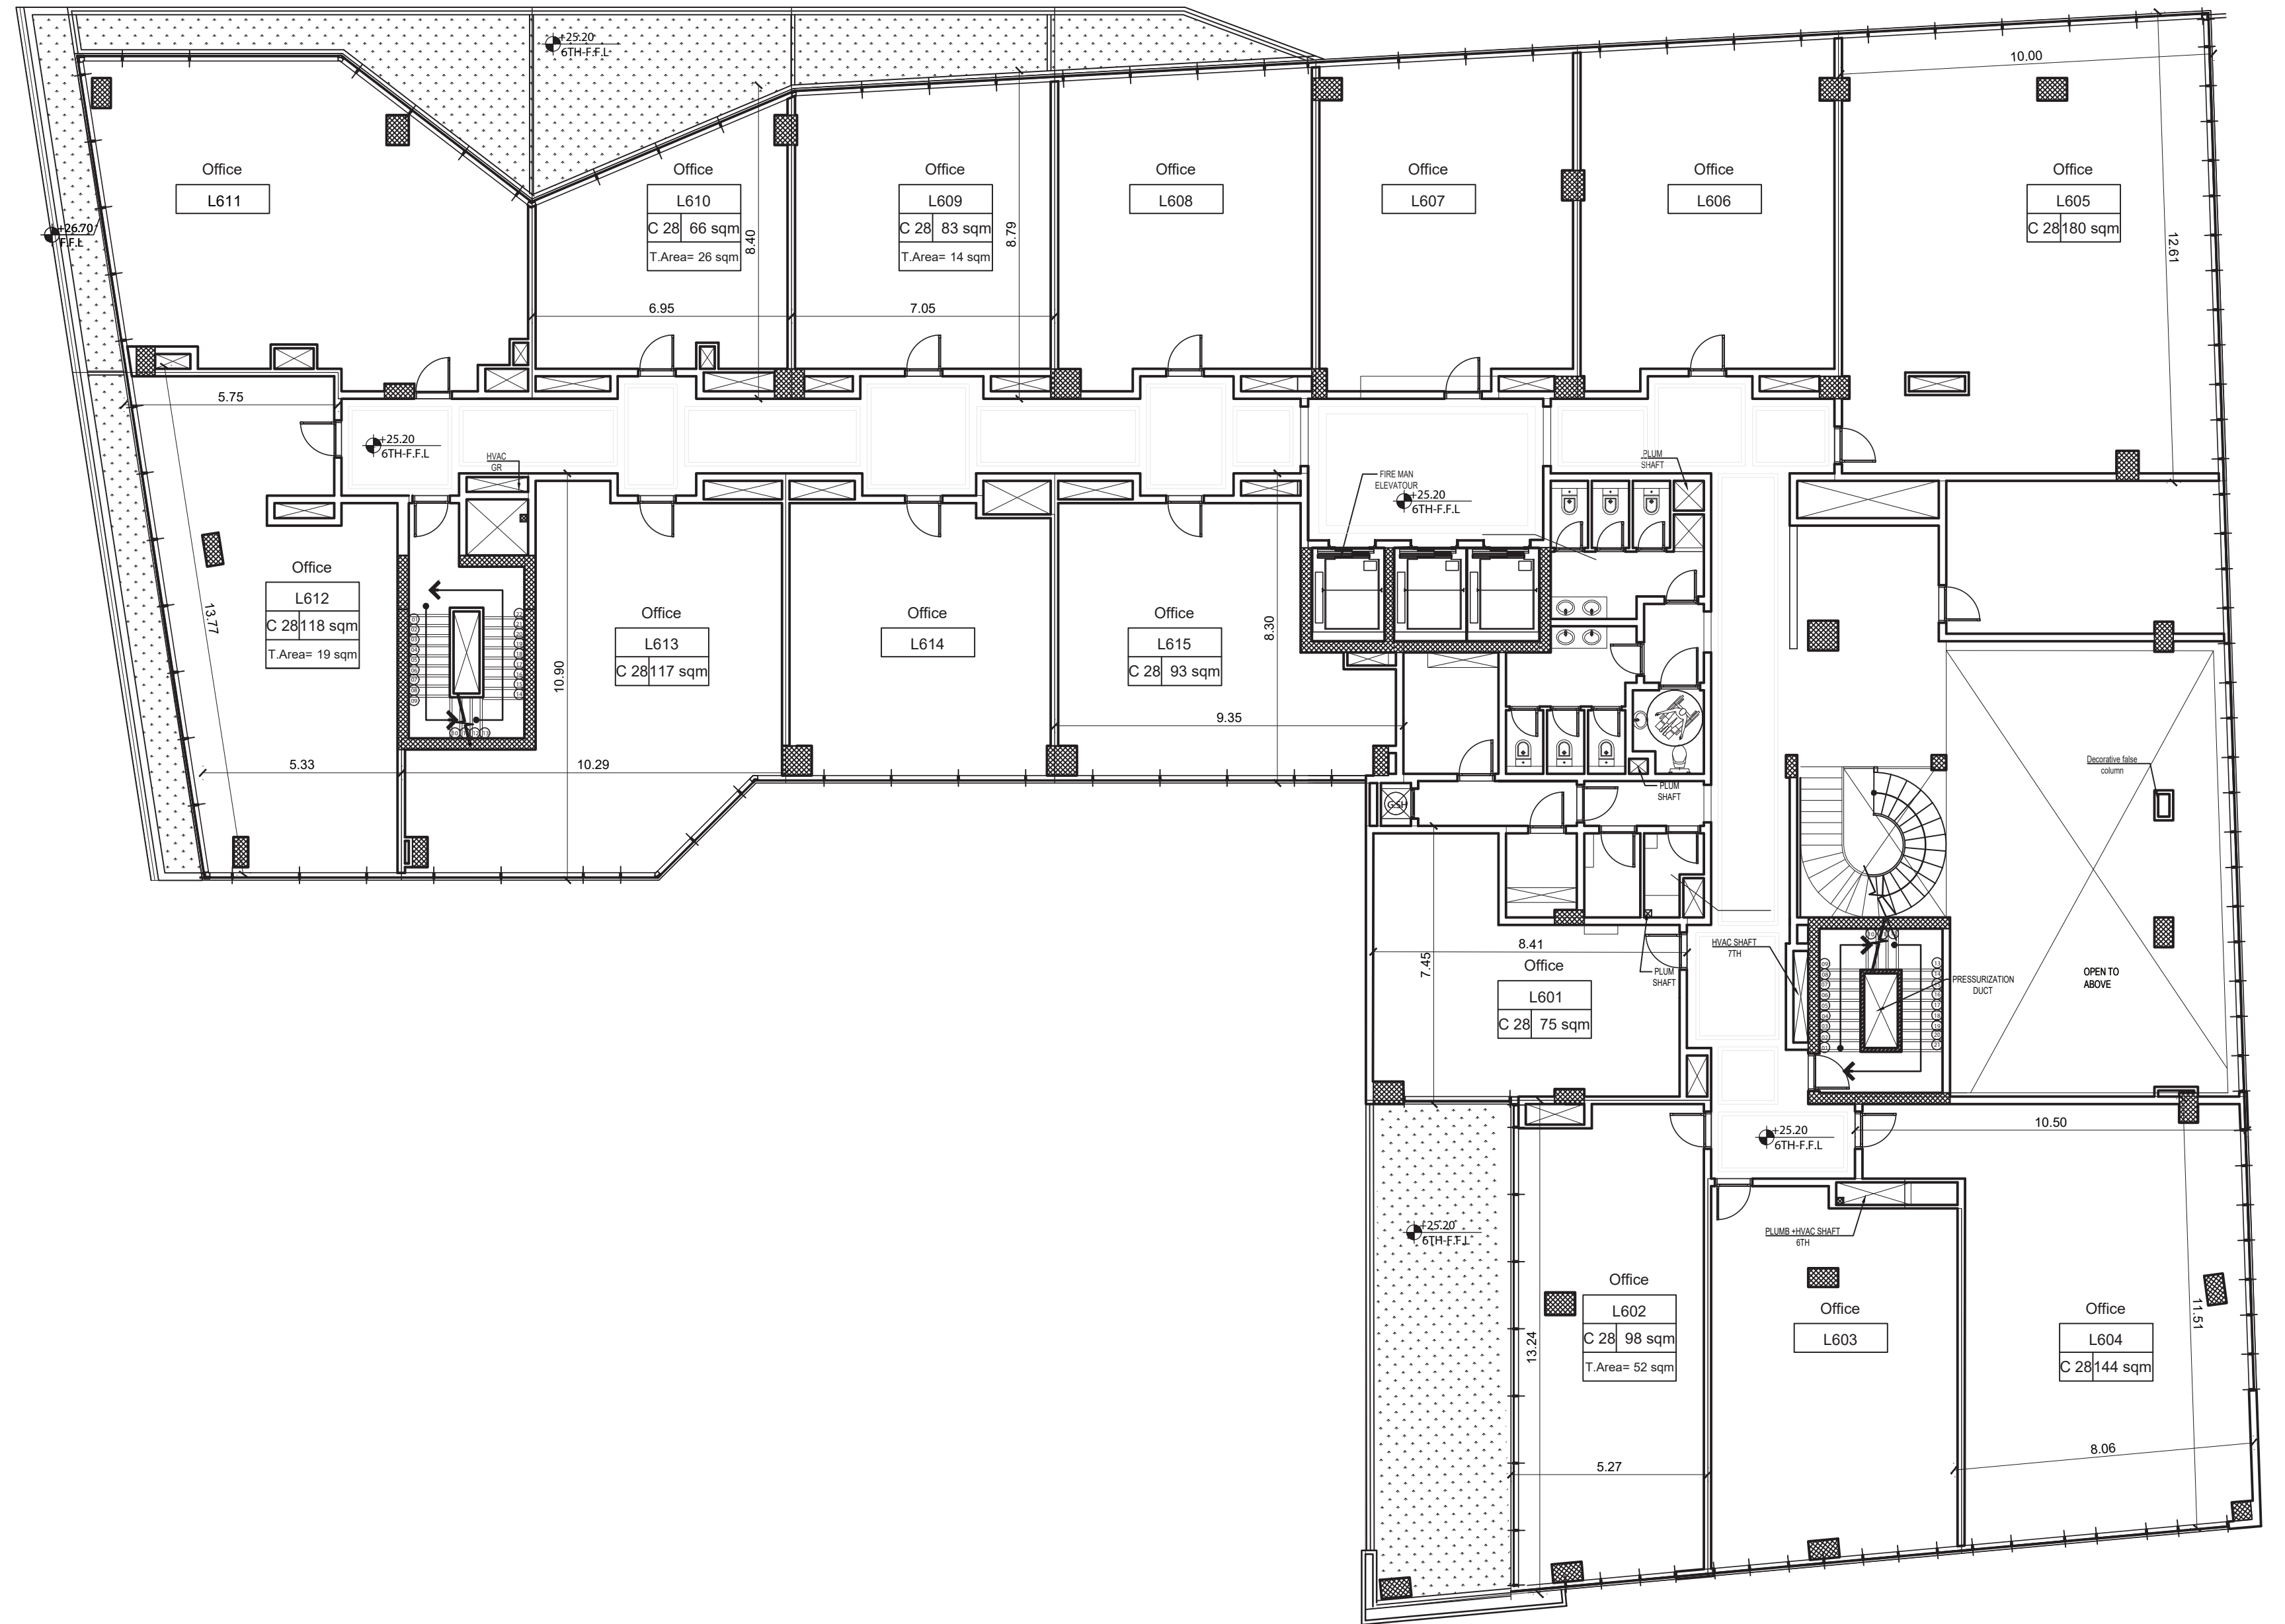 +25.20
6TH-F.F.L
10.00
Office
L611
Office
L610
C 28 66 sqm
T.Area= 26 sqm
8.40
Office
L609
C 28 83 sqm
T.Area= 14 sqm
8.79
Office
L608
Office
L607
Office
L606
Office
L605
C 28 180 sqm
12.61
+26.70
F.F.L
6.95
7.05
5.75
+25.20
6TH-F.F.L
HVAC
GR
FIRE MAN
ELEVATOUR
+25.20
6TH-F.F.L
PLUM
SHAFT
13.77
Office
L612
C 28 118 sqm
T.Area= 19 sqm
10.90
Office
L613
C 28 117 sqm
Office
L614
Office
L615
C 28 93 sqm
8.30
9.35
5.33
10.29
PLUM
SHAFT
G.SH
Decorative false
column
7.45
8.41
Office
L601
C 28 75 sqm
PLUM
SHAFT
HVAC SHAFT
7TH
PRESSURIZATION
DUCT
OPEN TO
ABOVE
+25.20
6TH-F.F.L
10.50
+25.20
6TH-F.F.L
PLUMB +HVAC SHAFT
6TH
13.24
Office
L602
C 28 98 sqm
T.Area= 52 sqm
Office
L603
Office
L604
C 28 144 sqm
11.51
5.27
8.06